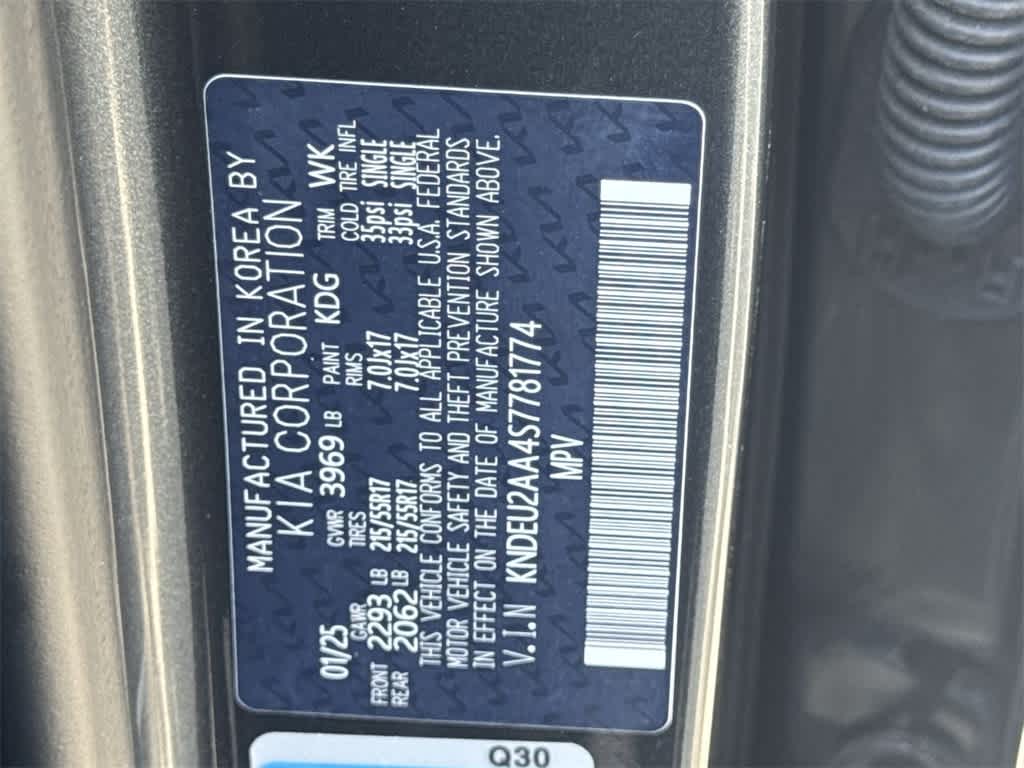 MANUFACTURED IN KOREA BY
KIA CORPORATION
01/25 GVWR 3969 LB PAINT KDG TRIM WK
GAWR TIRES RIMS COLD TIRE INFL
FRONT 2293 LB 215/55R17 7.0Jx17 35psi SINGLE
REAR 2062 LB 215/55R17 7.0Jx17 33psi SINGLE
THIS VEHICLE CONFORMS TO ALL APPLICABLE U.S.A. FEDERAL
MOTOR VEHICLE SAFETY AND THEFT PREVENTION STANDARDS
IN EFFECT ON THE DATE OF MANUFACTURE SHOWN ABOVE.
V.I.N KNDEU2AA4S7781774
MPV
Q30